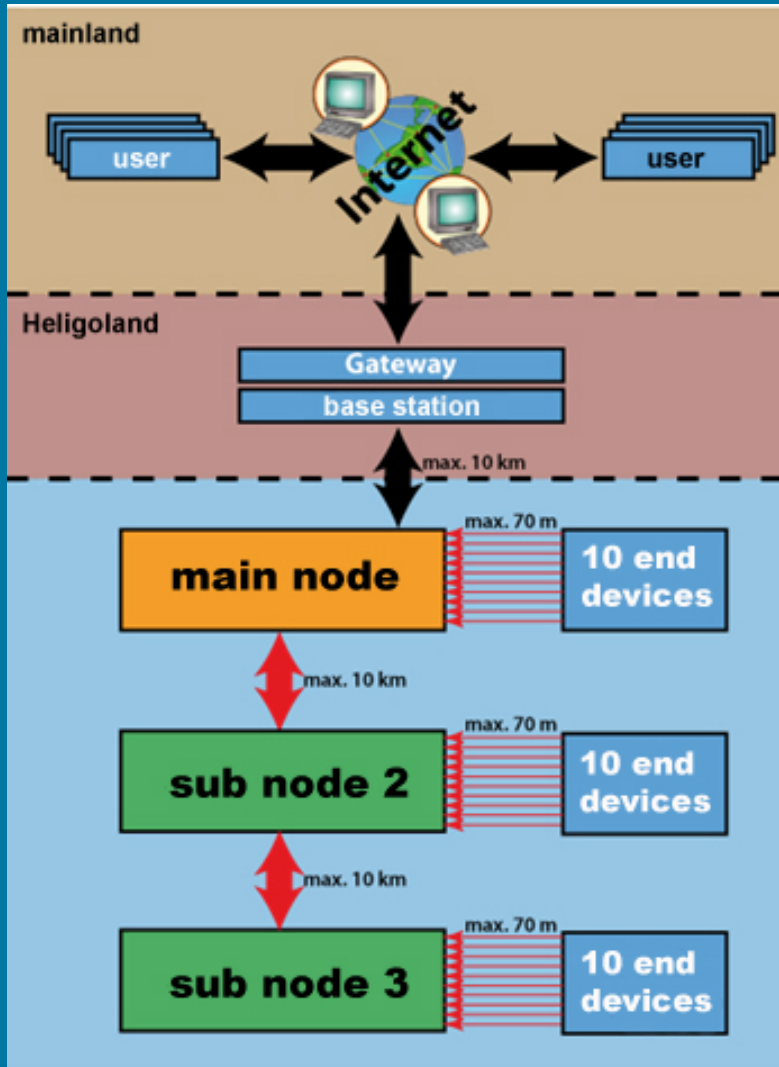 mainland
user
Internet
user
Heligoland
Gateway
base station
max. 10 km
main node
max. 70 m
10 end
devices
max. 10 km
sub node 2
max. 70 m
10 end
devices
max. 10 km
sub node 3
max. 70 m
10 end
devices